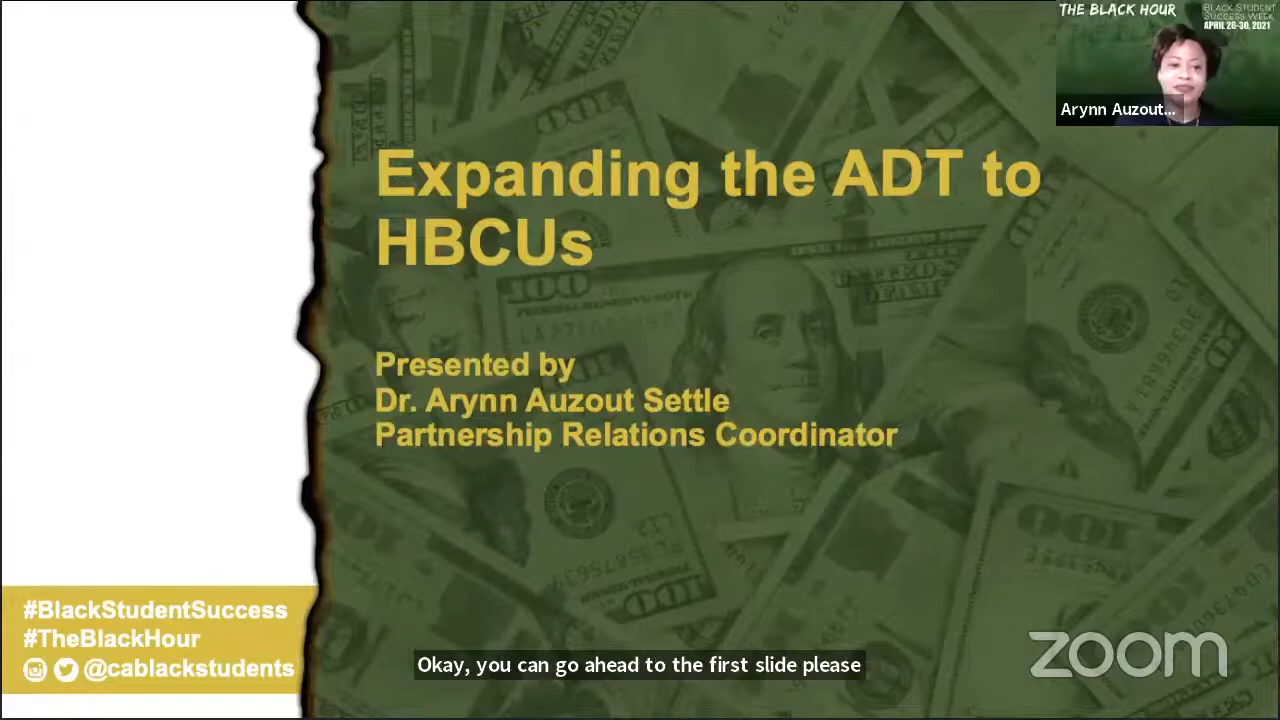 THE BLACK HOUR
BLACK STUDENT
SUCCESS WEEK
APRIL 26-30, 2021
Arynn Auzout...
Expanding the ADT to
HBCUs
Presented by
Dr. Arynn Auzout Settle
Partnership Relations Coordinator
#BlackStudentSuccess
#TheBlackHour
@cablackstudents
Okay, you can go ahead to the first slide please
zoom